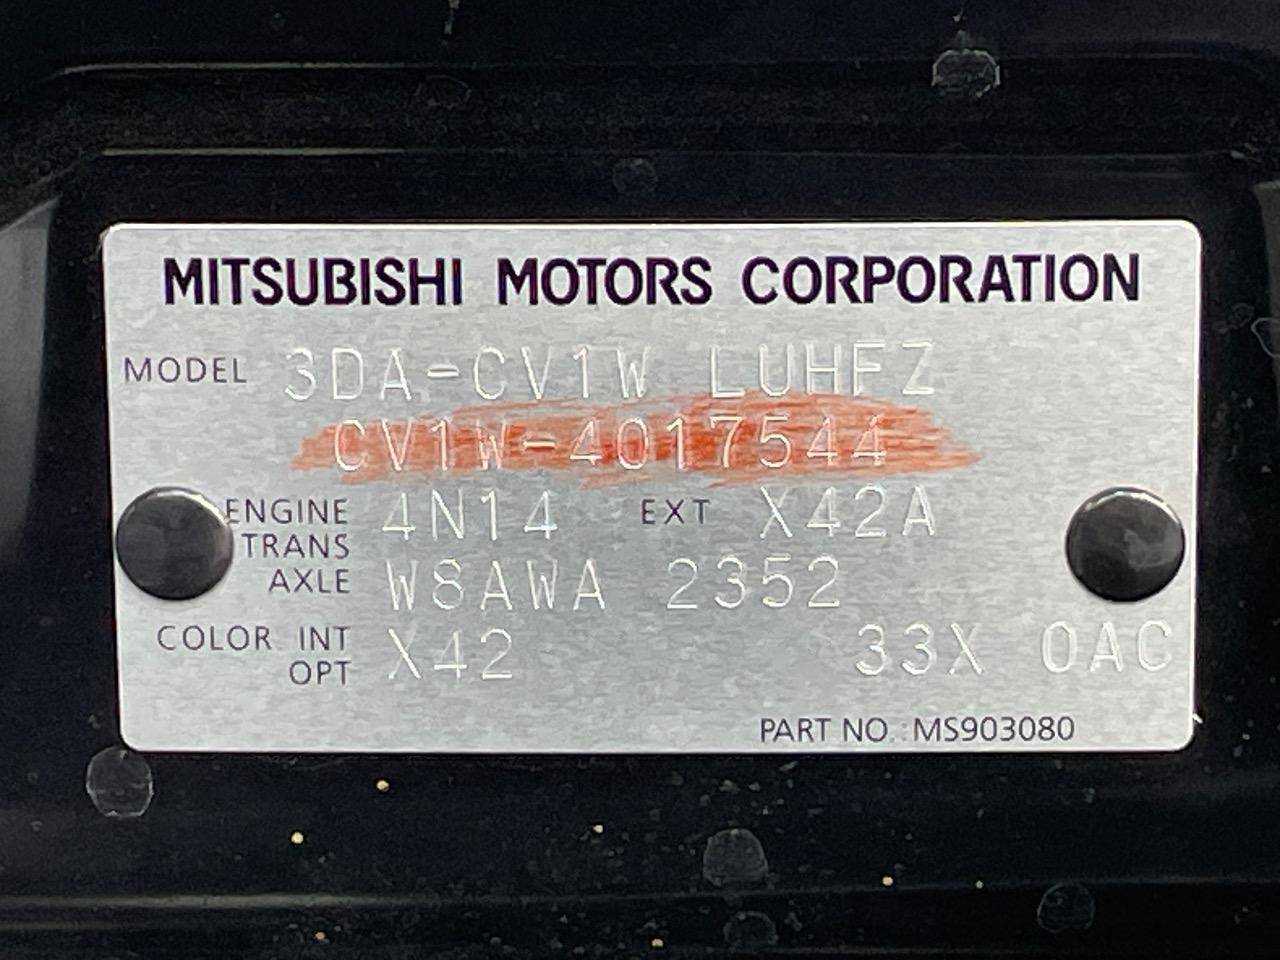 MITSUBISHI MOTORS CORPORATION
MODEL 3DA-CV1W LUHFZ
CV1W-4017544
ENGINE 4N14 EXT X42A
TRANS
AXLE W8AWA 2352
COLOR INT X42 33X 0AC
OPT
PART NO. : MS903080